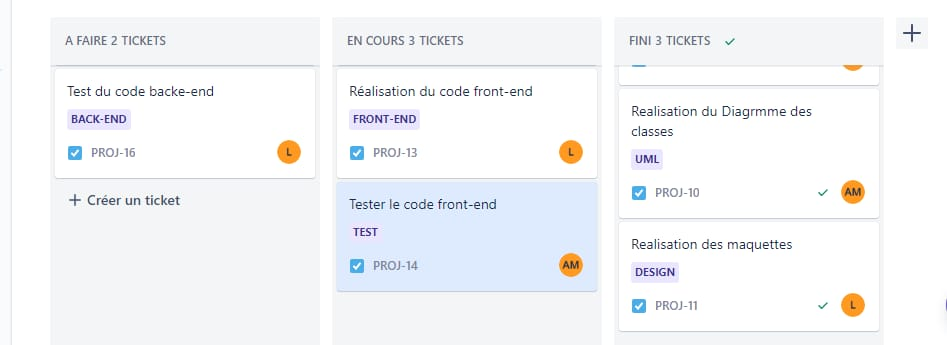 A FAIRE 2 TICKETS
Test du code backe-end
BACK-END
PROJ-16
L
+ Créer un ticket
EN COURS 3 TICKETS
Réalisation du code front-end
FRONT-END
PROJ-13
L
Tester le code front-end
TEST
PROJ-14
AM
FINI 3 TICKETS
Realisation du Diagrmme des
classes
UML
PROJ-10
AM
Realisation des maquettes
DESIGN
PROJ-11
L